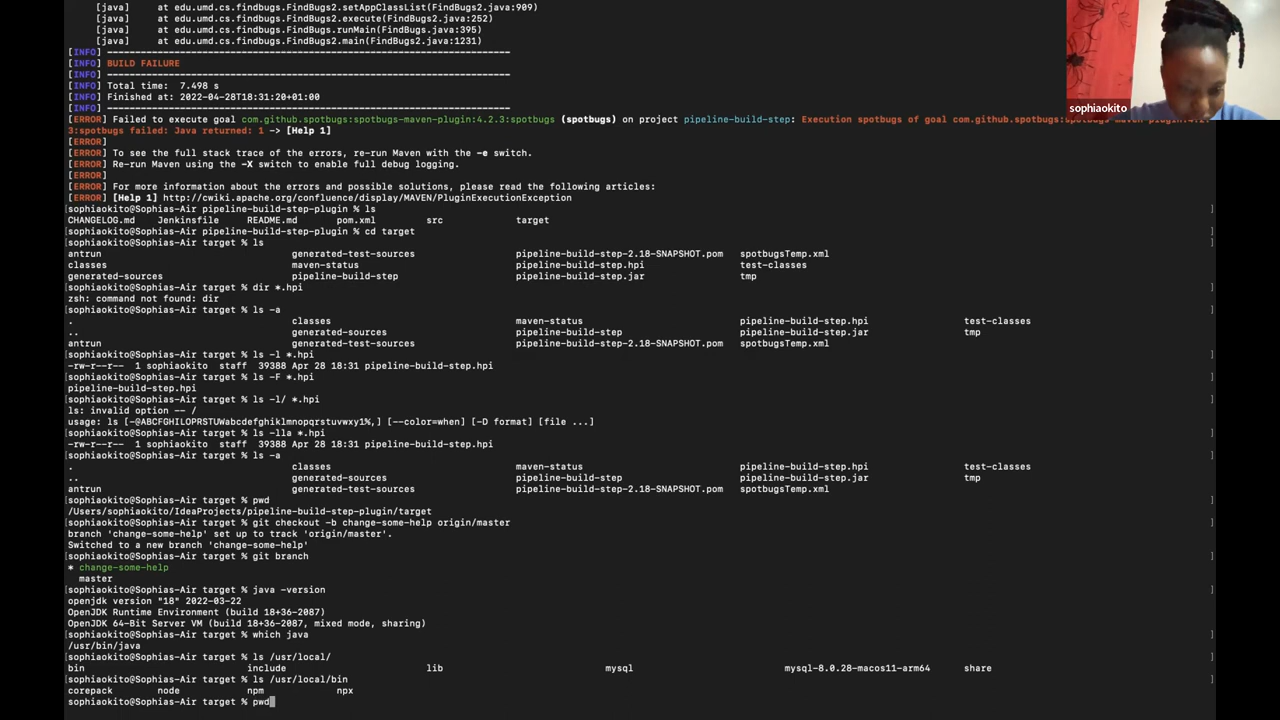 [java]     at edu.umd.cs.findbugs.FindBugs2.setAppClassList(FindBugs2.java:909)
[java]     at edu.umd.cs.findbugs.FindBugs2.execute(FindBugs2.java:252)
[java]     at edu.umd.cs.findbugs.FindBugs.runMain(FindBugs.java:395)
[java]     at edu.umd.cs.findbugs.FindBugs2.main(FindBugs2.java:1231)
[INFO] ------------------------------------------------------------------------
[INFO] BUILD FAILURE
[INFO] ------------------------------------------------------------------------
[INFO] Total time:  7.498 s
[INFO] Finished at: 2022-04-28T18:31:20+01:00
[INFO] ------------------------------------------------------------------------
sophiaokito
[ERROR] Failed to execute goal com.github.spotbugs:spotbugs-maven-plugin:4.2.3:spotbugs (spotbugs) on project pipeline-build-step: Execution spotbugs of goal com.github.spotbugs:spotbugs-maven-plugin:4.2.
3:spotbugs failed: Java returned: 1 -> [Help 1]
[ERROR]
[ERROR] To see the full stack trace of the errors, re-run Maven with the -e switch.
[ERROR] Re-run Maven using the -X switch to enable full debug logging.
[ERROR]
[ERROR] For more information about the errors and possible solutions, please read the following articles:
[ERROR] [Help 1] http://cwiki.apache.org/confluence/display/MAVEN/PluginExecutionException
[sophiaokito@Sophias-Air pipeline-build-step-plugin % ls ]
CHANGELOG.md    Jenkinsfile     README.md       pom.xml         src             target
[sophiaokito@Sophias-Air pipeline-build-step-plugin % cd target ]
[sophiaokito@Sophias-Air target % ls ]
antrun generated-test-sources pipeline-build-step-2.18-SNAPSHOT.pom spotbugsTemp.xml
classes maven-status pipeline-build-step.hpi test-classes
generated-sources pipeline-build-step pipeline-build-step.jar tmp
[sophiaokito@Sophias-Air target % dir *.hpi ]
zsh: command not found: dir
[sophiaokito@Sophias-Air target % ls -a ]
. classes maven-status pipeline-build-step.hpi test-classes
.. generated-sources pipeline-build-step pipeline-build-step.jar tmp
antrun generated-test-sources pipeline-build-step-2.18-SNAPSHOT.pom spotbugsTemp.xml
[sophiaokito@Sophias-Air target % ls -l *.hpi ]
-rw-r--r--  1 sophiaokito  staff  39388 Apr 28 18:31 pipeline-build-step.hpi
[sophiaokito@Sophias-Air target % ls -F *.hpi ]
pipeline-build-step.hpi
[sophiaokito@Sophias-Air target % ls -l/ *.hpi ]
ls: invalid option -- /
usage: ls [-@ABCFGHILOPRSTUWabcdefghiklmnopqrstuvwxy1%,] [--color=when] [-D format] [file ...]
[sophiaokito@Sophias-Air target % ls -lla *.hpi ]
-rw-r--r--  1 sophiaokito  staff  39388 Apr 28 18:31 pipeline-build-step.hpi
[sophiaokito@Sophias-Air target % ls -a ]
. classes maven-status pipeline-build-step.hpi test-classes
.. generated-sources pipeline-build-step pipeline-build-step.jar tmp
antrun generated-test-sources pipeline-build-step-2.18-SNAPSHOT.pom spotbugsTemp.xml
[sophiaokito@Sophias-Air target % pwd ]
/Users/sophiaokito/IdeaProjects/pipeline-build-step-plugin/target
[sophiaokito@Sophias-Air target % git checkout -b change-some-help origin/master ]
branch 'change-some-help' set up to track 'origin/master'.
Switched to a new branch 'change-some-help'
[sophiaokito@Sophias-Air target % git branch ]
* change-some-help
  master
[sophiaokito@Sophias-Air target % java -version ]
openjdk version "18" 2022-03-22
OpenJDK Runtime Environment (build 18+36-2087)
OpenJDK 64-Bit Server VM (build 18+36-2087, mixed mode, sharing)
[sophiaokito@Sophias-Air target % which java ]
/usr/bin/java
[sophiaokito@Sophias-Air target % ls /usr/local/ ]
bin include lib mysql mysql-8.0.28-macos11-arm64 share
[sophiaokito@Sophias-Air target % ls /usr/local/bin ]
corepack        node            npm             npx
sophiaokito@Sophias-Air target % pwd